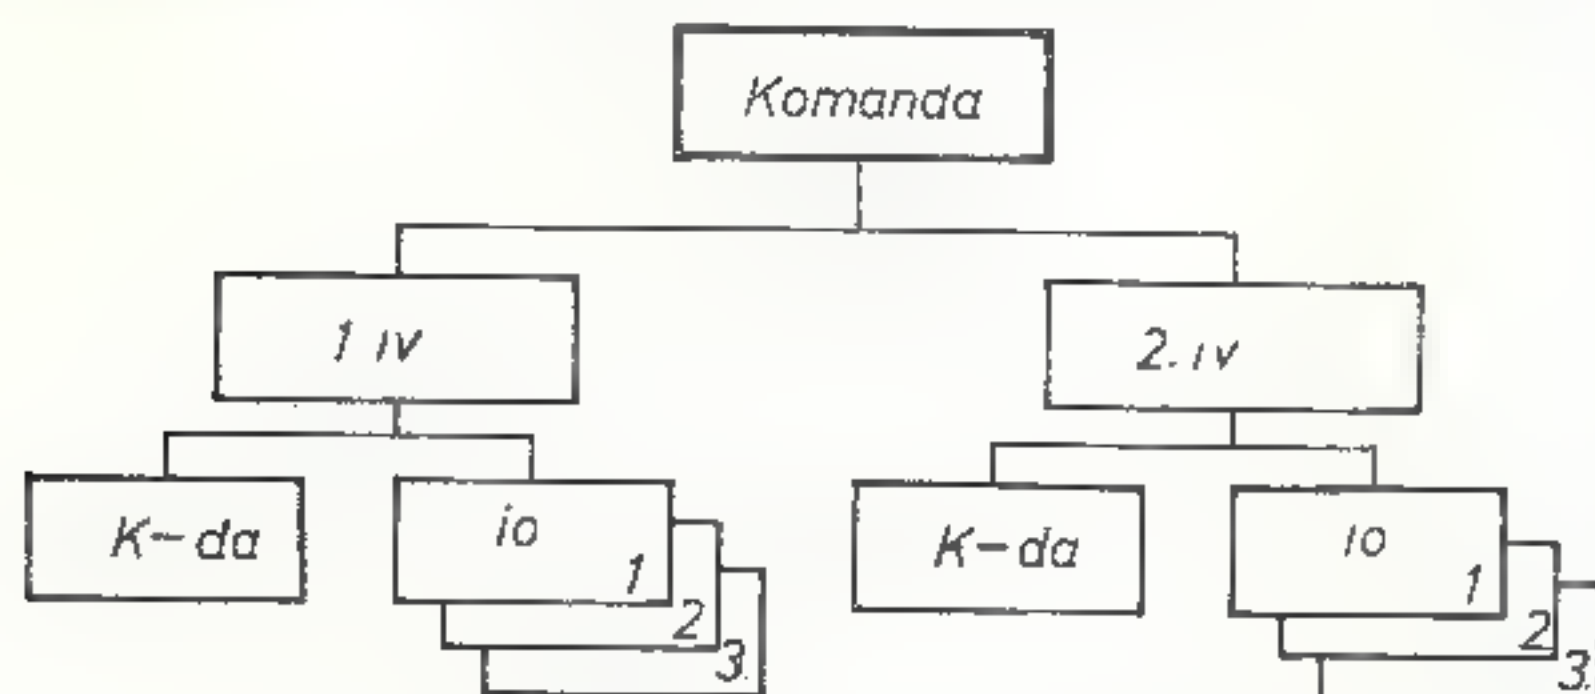 Komanda
1 iv
2. iv
K-da
io
1
2
3.
K-da
io
1
2
3.